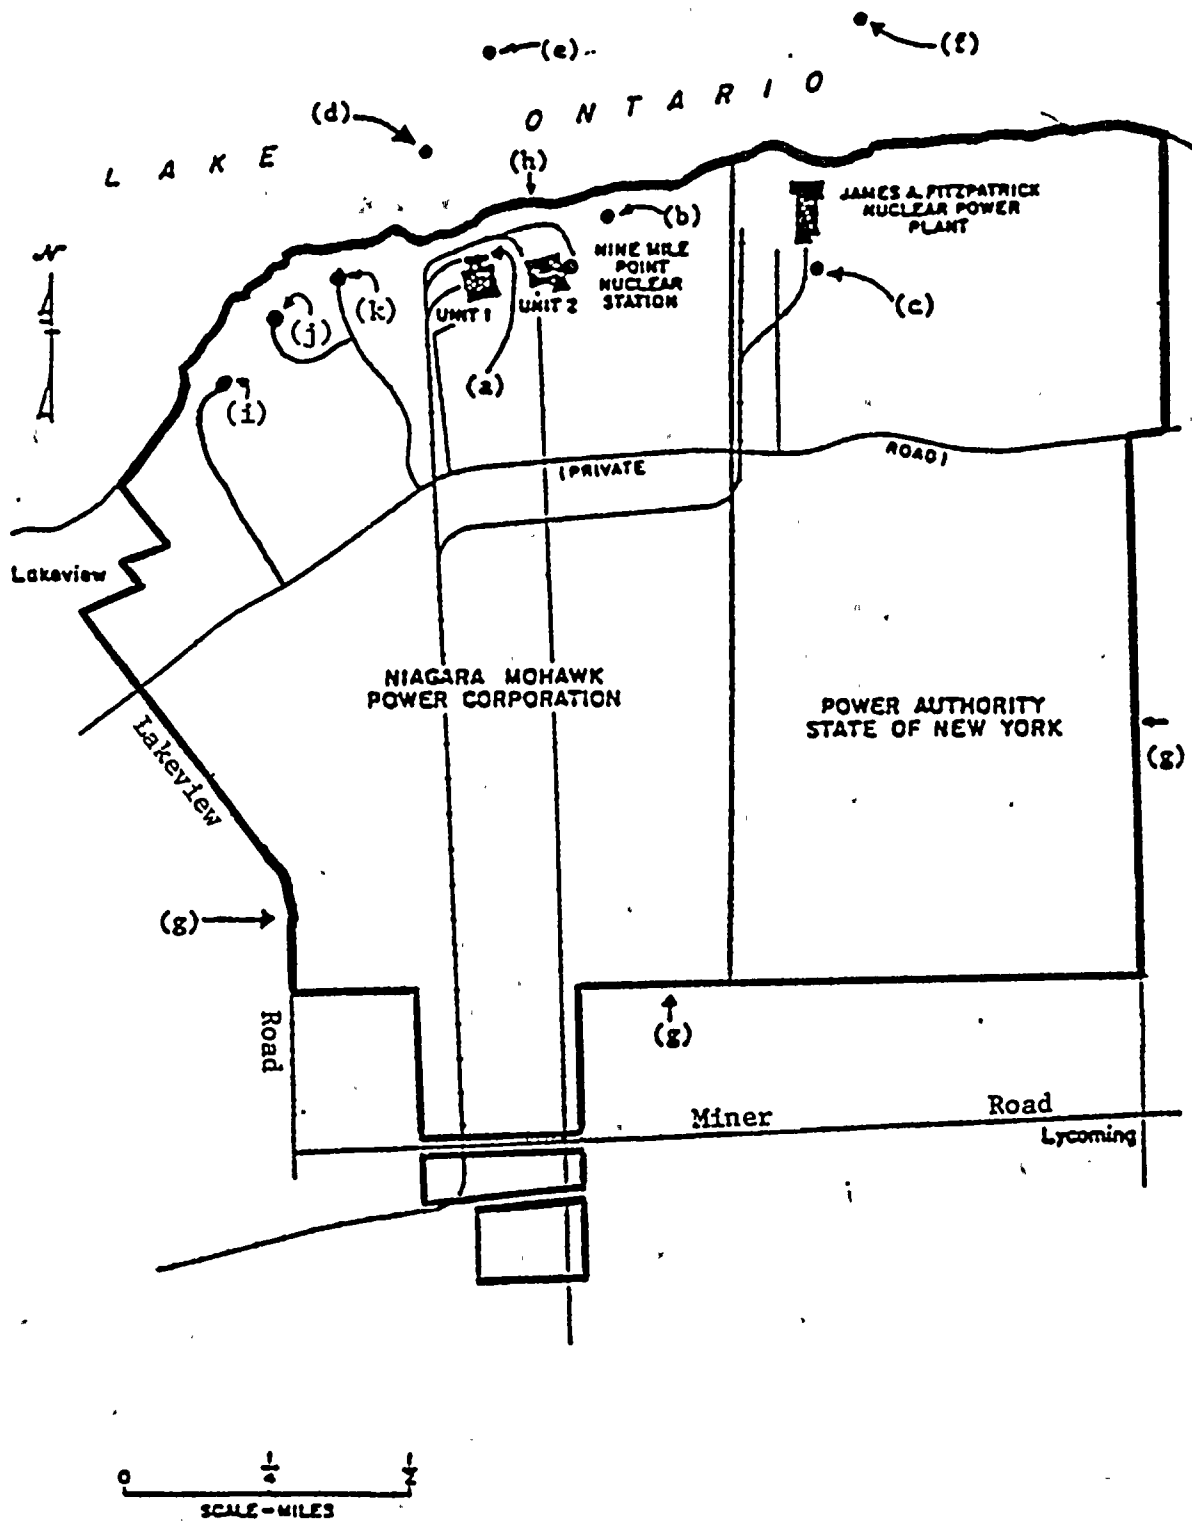 (f)
(e)
(d)
LAKE ONTARIO
(h)
(b)
JAMES A. FITZPATRICK
NUCLEAR POWER
PLANT
N
NINE MILE
POINT
NUCLEAR
STATION
UNIT 1
UNIT 2
(c)
(k)
(j)
(a)
(i)
(PRIVATE
ROAD)
Lakeview
NIAGARA MOHAWK
POWER CORPORATION
POWER AUTHORITY
STATE OF NEW YORK
(g)
Lakeview
(g)
Road
(g)
Miner Road
Lycoming
0 1/4 1/2
SCALE-MILES